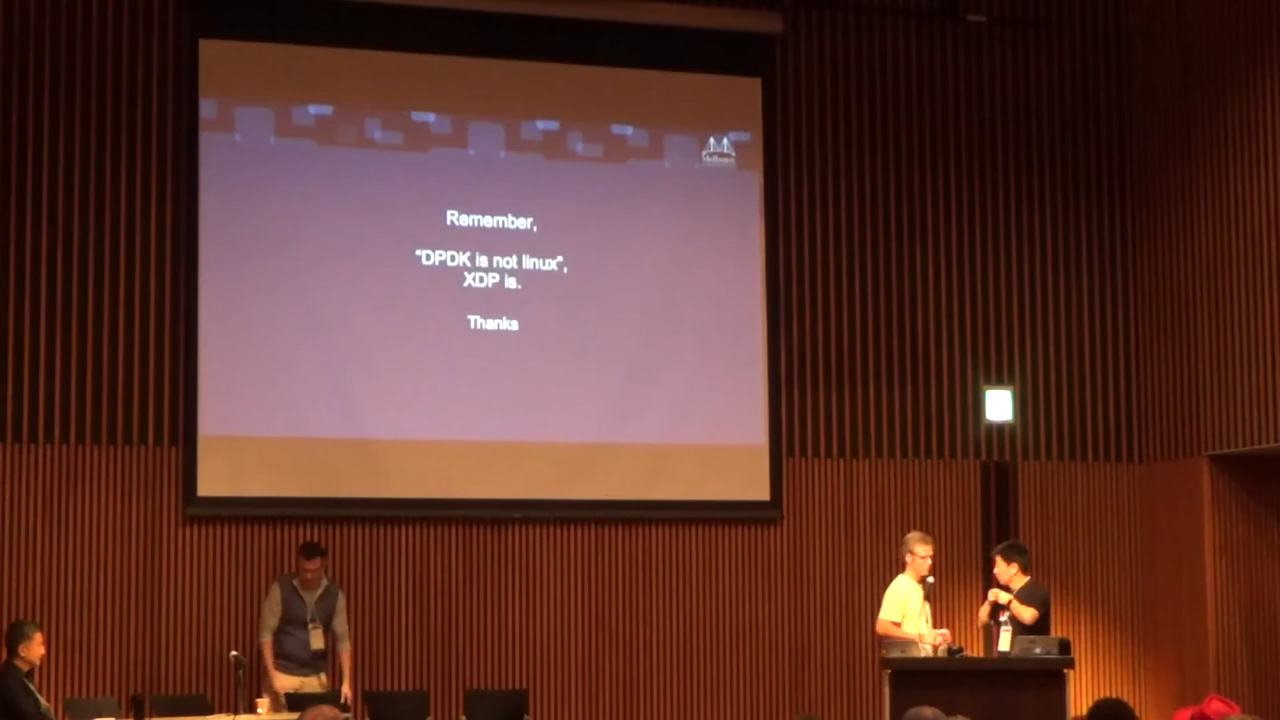 Remember,
“DPDK is not linux”,
XDP is.
Thanks